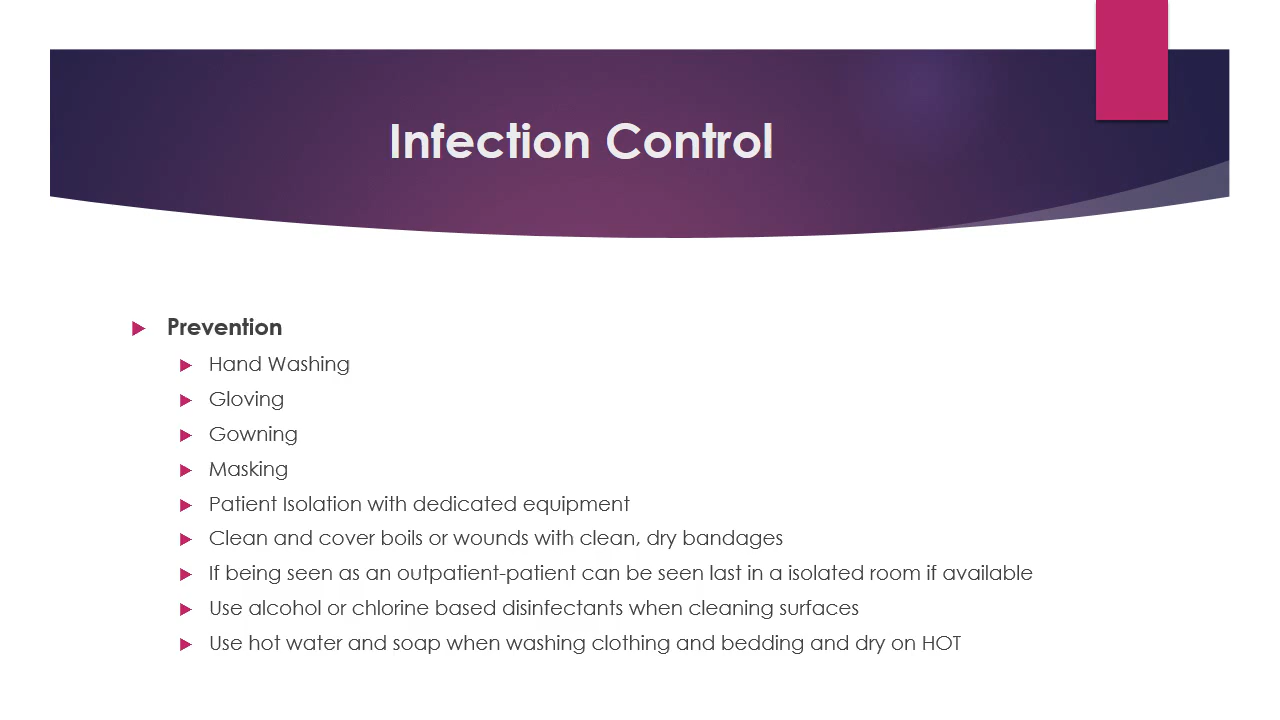 Infection Control
Prevention
Hand Washing
Gloving
Gowning
Masking
Patient Isolation with dedicated equipment
Clean and cover boils or wounds with clean, dry bandages
If being seen as an outpatient-patient can be seen last in a isolated room if available
Use alcohol or chlorine based disinfectants when cleaning surfaces
Use hot water and soap when washing clothing and bedding and dry on HOT